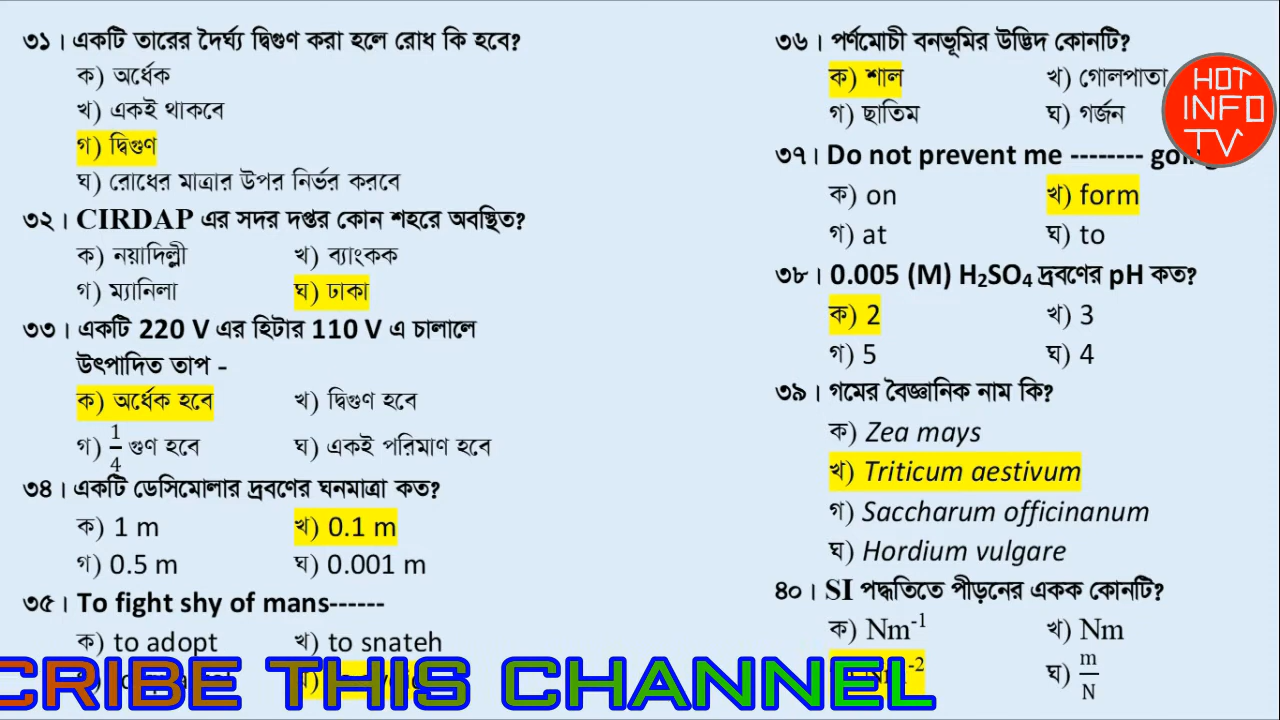 ৩১। একটি তারের দৈর্ঘ্য দ্বিগুণ করা হলে রোধ কি হবে?
ক) অর্ধেক
খ) একই থাকবে
গ) দ্বিগুণ
ঘ) রোধের মাত্রার উপর নির্ভর করবে
৩২। CIRDAP এর সদর দপ্তর কোন শহরে অবস্থিত?
ক) নয়াদিল্লী খ) ব্যাংকক
গ) ম্যানিলা ঘ) ঢাকা
৩৩। একটি 220 V এর হিটার 110 V এ চালালে
উৎপাদিত তাপ -
ক) অর্ধেক হবে খ) দ্বিগুণ হবে
গ) 1/4 গুণ হবে ঘ) একই পরিমাণ হবে
৩৪। একটি ডেসিমোলার দ্রবণের ঘনমাত্রা কত?
ক) 1 m খ) 0.1 m
গ) 0.5 m ঘ) 0.001 m
৩৫। To fight shy of mans------
ক) to adopt খ) to snateh
৩৬। পর্ণমোচী বনভূমির উদ্ভিদ কোনটি?
ক) শাল খ) গোলপাতা
গ) ছাতিম ঘ) গর্জন
৩৭। Do not prevent me --------
ক) on খ) form
গ) at ঘ) to
৩৮। 0.005 (M) H₂SO₄ দ্রবণের pH কত?
ক) 2 খ) 3
গ) 5 ঘ) 4
৩৯। গমের বৈজ্ঞানিক নাম কি?
ক) Zea mays
খ) Triticum aestivum
গ) Saccharum officinanum
ঘ) Hordium vulgare
৪০। SI পদ্ধতিতে পীড়নের একক কোনটি?
ক) Nm⁻¹ খ) Nm
ঘ) m/N
HOT
INFO
TV
CRIBE THIS CHANNEL